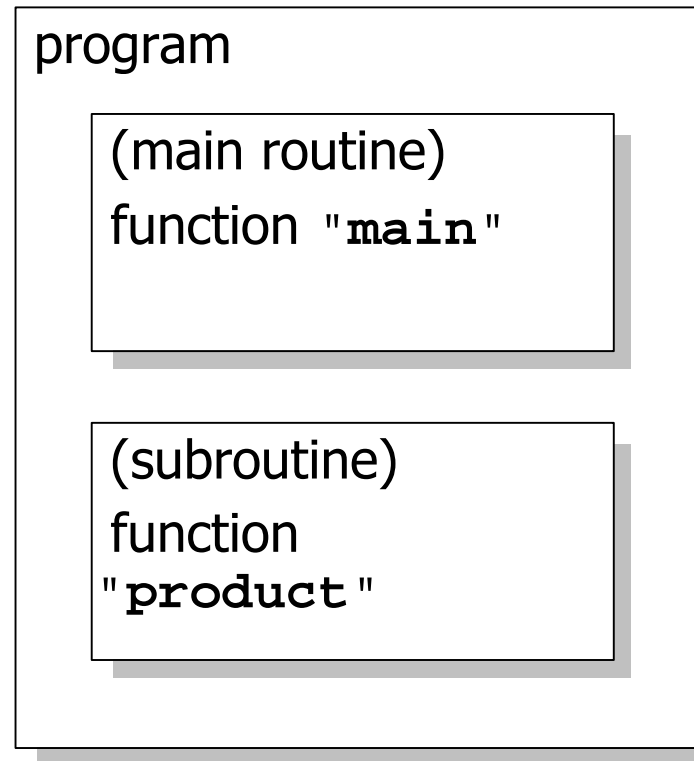 program
(main routine)
function "main"
(subroutine)
function
"product"